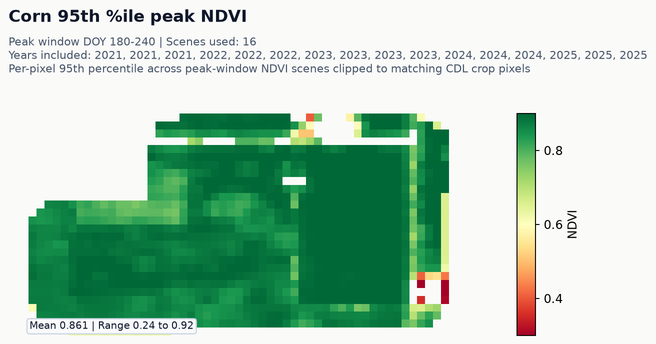 Corn 95th %ile peak NDVI
Peak window DOY 180-240 | Scenes used: 16
Years included: 2021, 2021, 2021, 2022, 2022, 2022, 2023, 2023, 2023, 2023, 2024, 2024, 2024, 2025, 2025, 2025
Per-pixel 95th percentile across peak-window NDVI scenes clipped to matching CDL crop pixels
0.8
0.6
0.4
NDVI
Mean 0.861 | Range 0.24 to 0.92